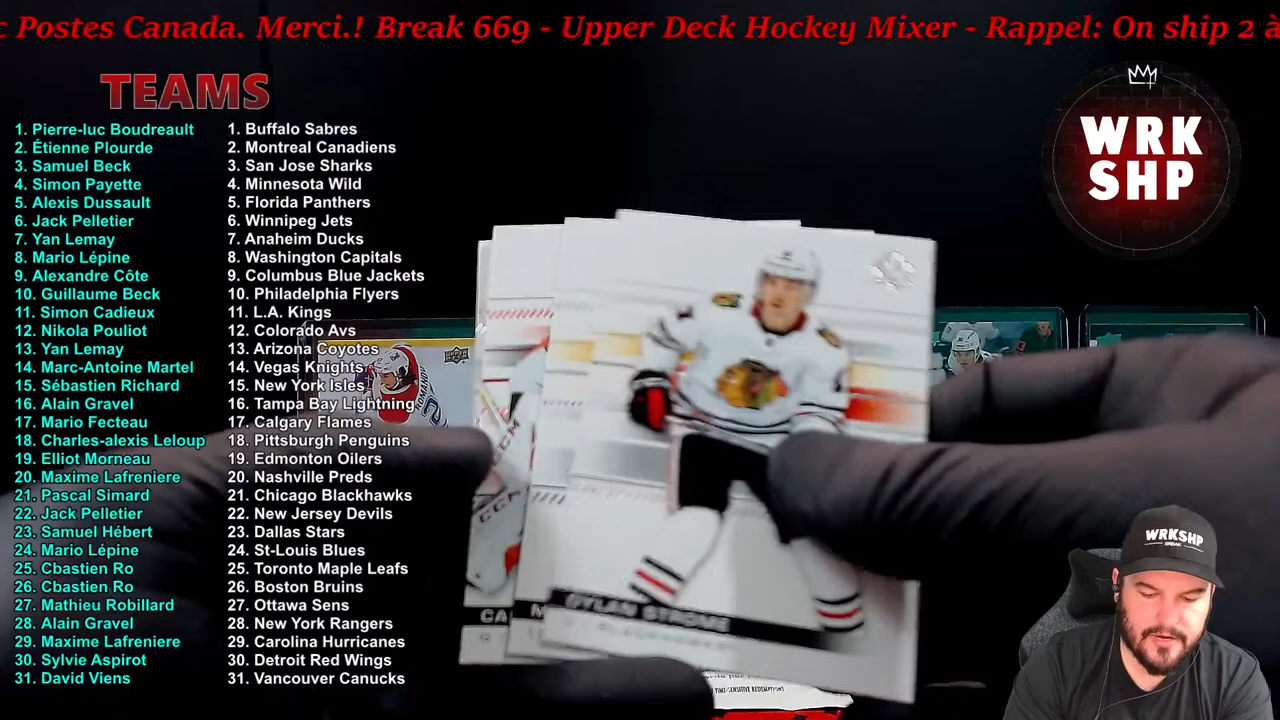 c Postes Canada. Merci.! Break 669 - Upper Deck Hockey Mixer - Rappel: On ship 2 à
TEAMS
1. Pierre-luc Boudreault
2. Étienne Plourde
3. Samuel Beck
4. Simon Payette
5. Alexis Dussault
6. Jack Pelletier
7. Yan Lemay
8. Mario Lépine
9. Alexandre Côte
10. Guillaume Beck
11. Simon Cadieux
12. Nikola Pouliot
13. Yan Lemay
14. Marc-Antoine Martel
15. Sébastien Richard
16. Alain Gravel
17. Mario Fecteau
18. Charles-alexis Leloup
19. Elliot Morneau
20. Maxime Lafreniere
21. Pascal Simard
22. Jack Pelletier
23. Samuel Hébert
24. Mario Lépine
25. Cbastien Ro
26. Cbastien Ro
27. Mathieu Robillard
28. Alain Gravel
29. Maxime Lafreniere
30. Sylvie Aspirot
31. David Viens
1. Buffalo Sabres
2. Montreal Canadiens
3. San Jose Sharks
4. Minnesota Wild
5. Florida Panthers
6. Winnipeg Jets
7. Anaheim Ducks
8. Washington Capitals
9. Columbus Blue Jackets
10. Philadelphia Flyers
11. L.A. Kings
12. Colorado Avs
13. Arizona Coyotes
14. Vegas Knights
15. New York Isles
16. Tampa Bay Lightning
17. Calgary Flames
18. Pittsburgh Penguins
19. Edmonton Oilers
20. Nashville Preds
21. Chicago Blackhawks
22. New Jersey Devils
23. Dallas Stars
24. St-Louis Blues
25. Toronto Maple Leafs
26. Boston Bruins
27. Ottawa Sens
28. New York Rangers
29. Carolina Hurricanes
30. Detroit Red Wings
31. Vancouver Canucks
WRK
SHP
CCM
CCM
CA
M
DYLAN STROME
BLACKHAWKS
TIME-SENSITIVE REDEMPTIONS
WRKSHP
BREAK